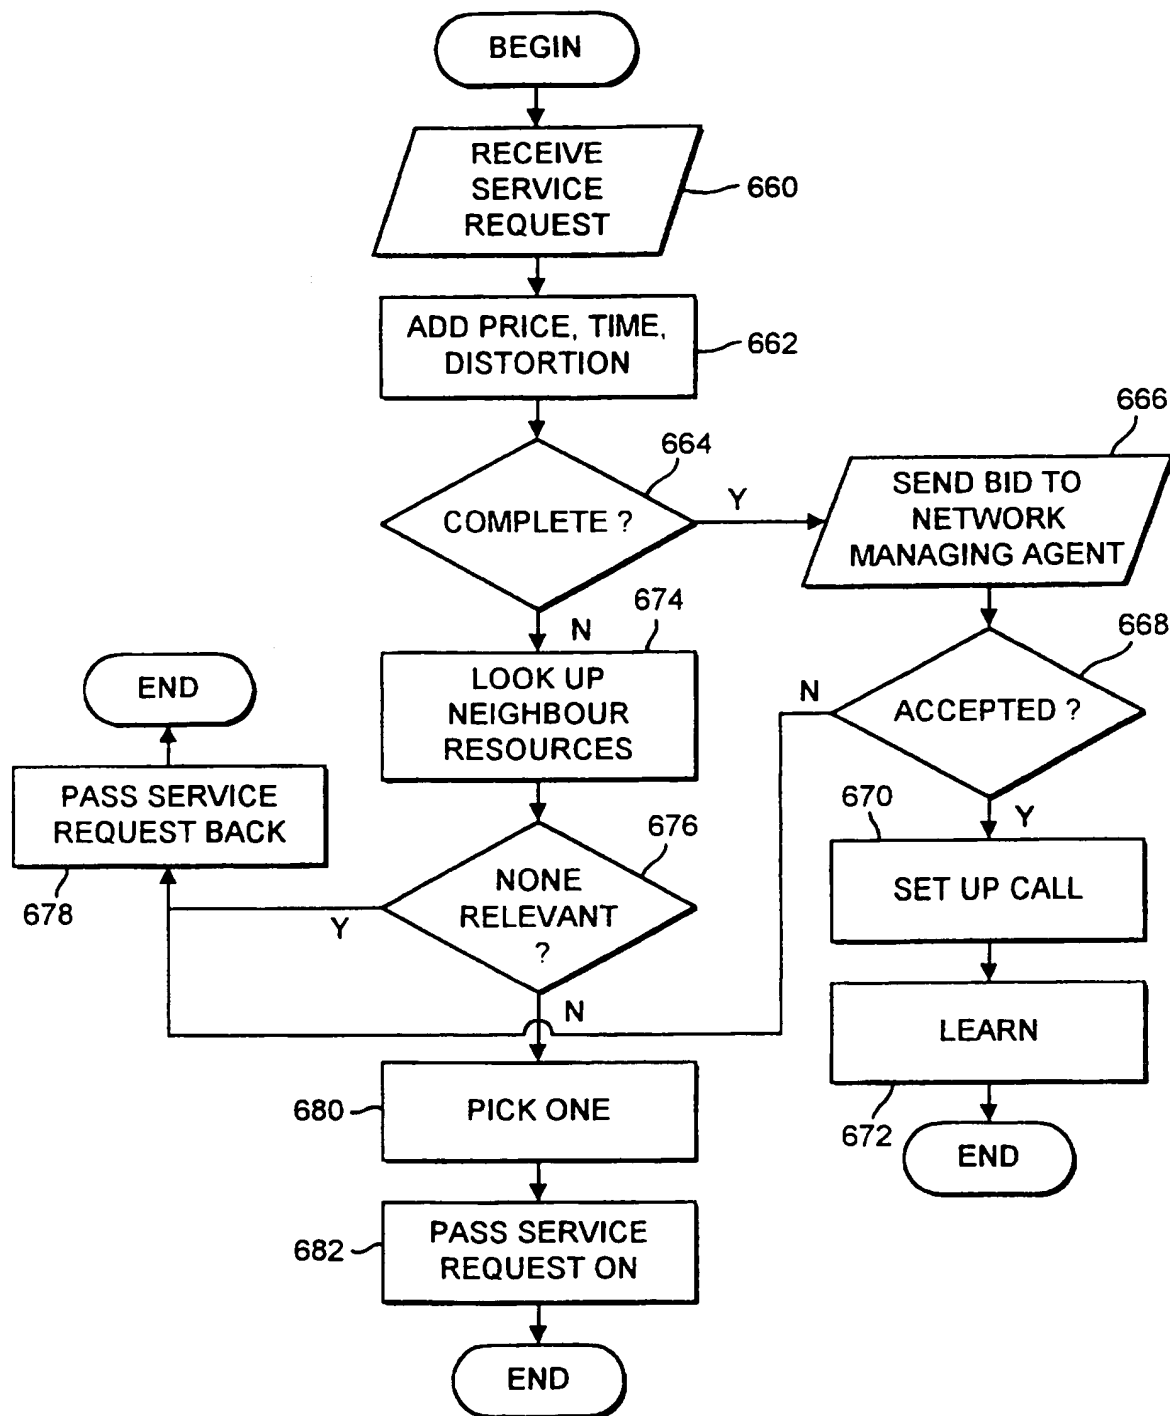 BEGIN
RECEIVE
SERVICE
REQUEST
660
ADD PRICE, TIME,
DISTORTION
662
COMPLETE ?
664
Y
SEND BID TO
NETWORK
MANAGING AGENT
666
N
674
LOOK UP
NEIGHBOUR
RESOURCES
N
ACCEPTED ?
668
END
PASS SERVICE
REQUEST BACK
678
Y
NONE
RELEVANT
?
676
N
670
Y
SET UP CALL
LEARN
672
END
680
PICK ONE
682
PASS SERVICE
REQUEST ON
END